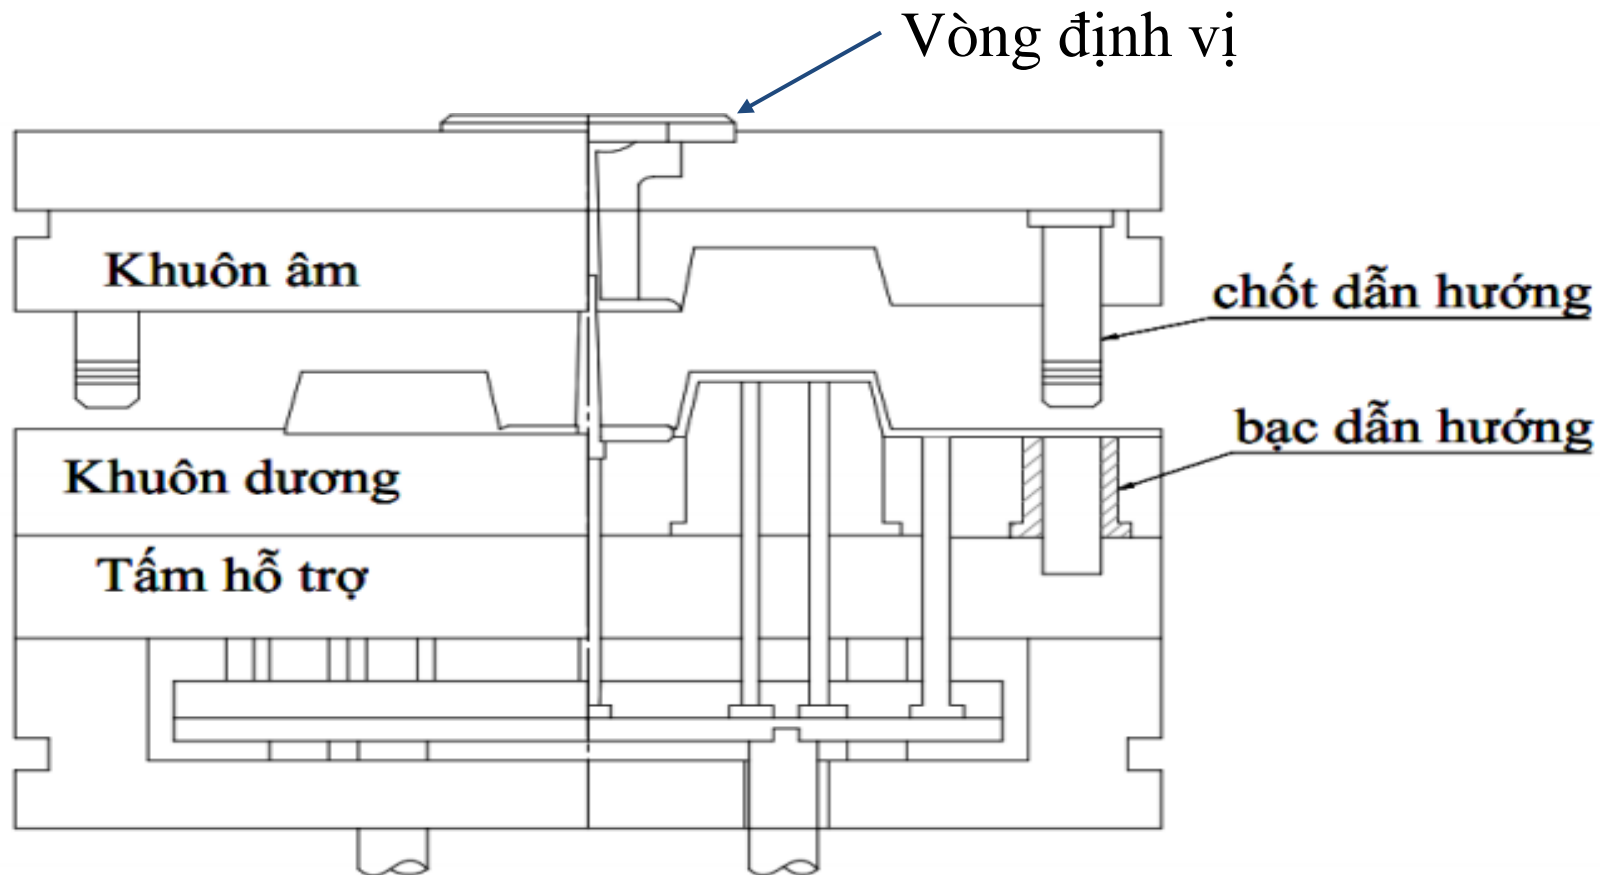 Vòng định vị
Khuôn âm
chốt dẫn hướng
bạc dẫn hướng
Khuôn dương
Tấm hỗ trợ